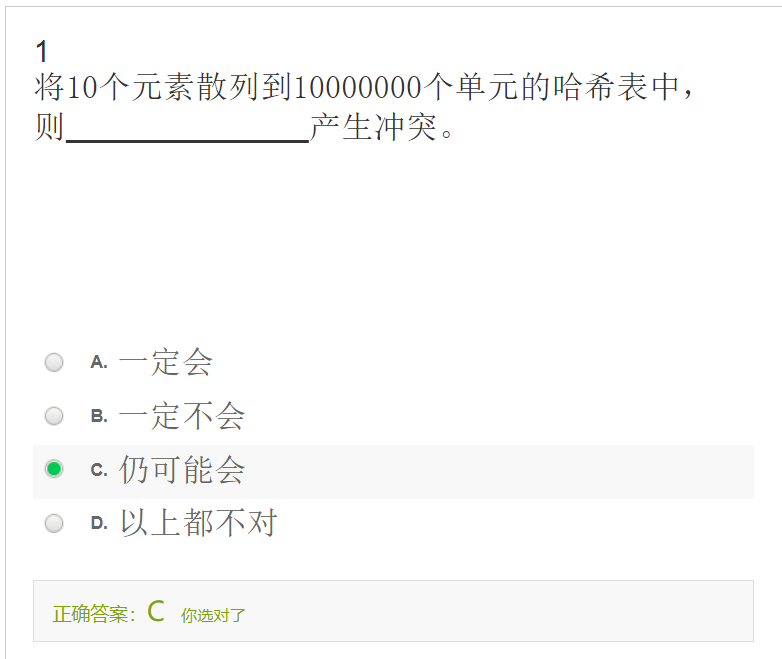 1
将10个元素散列到10000000个单元的哈希表中，
则________________产生冲突。
A. 一定会
B. 一定不会
C. 仍可能会
D. 以上都不对
正确答案：C 你选对了